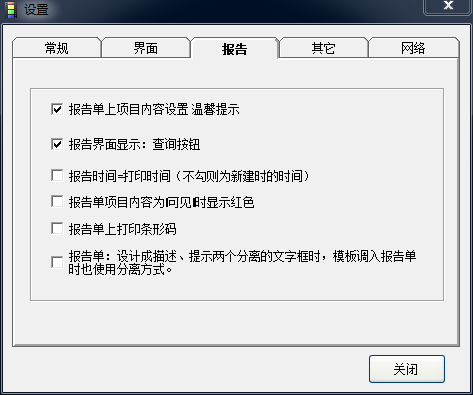 设置
常规
界面
报告
其它
网络
报告单上项目内容设置 温馨提示
报告界面显示：查询按钮
报告时间=打印时间（不勾则为新建时的时间）
报告单项目内容为I可见I时显示红色
报告单上打印条形码
报告单：设计成描述、提示两个分离的文字框时，模板调入报告单
时也使用分离方式。
关闭